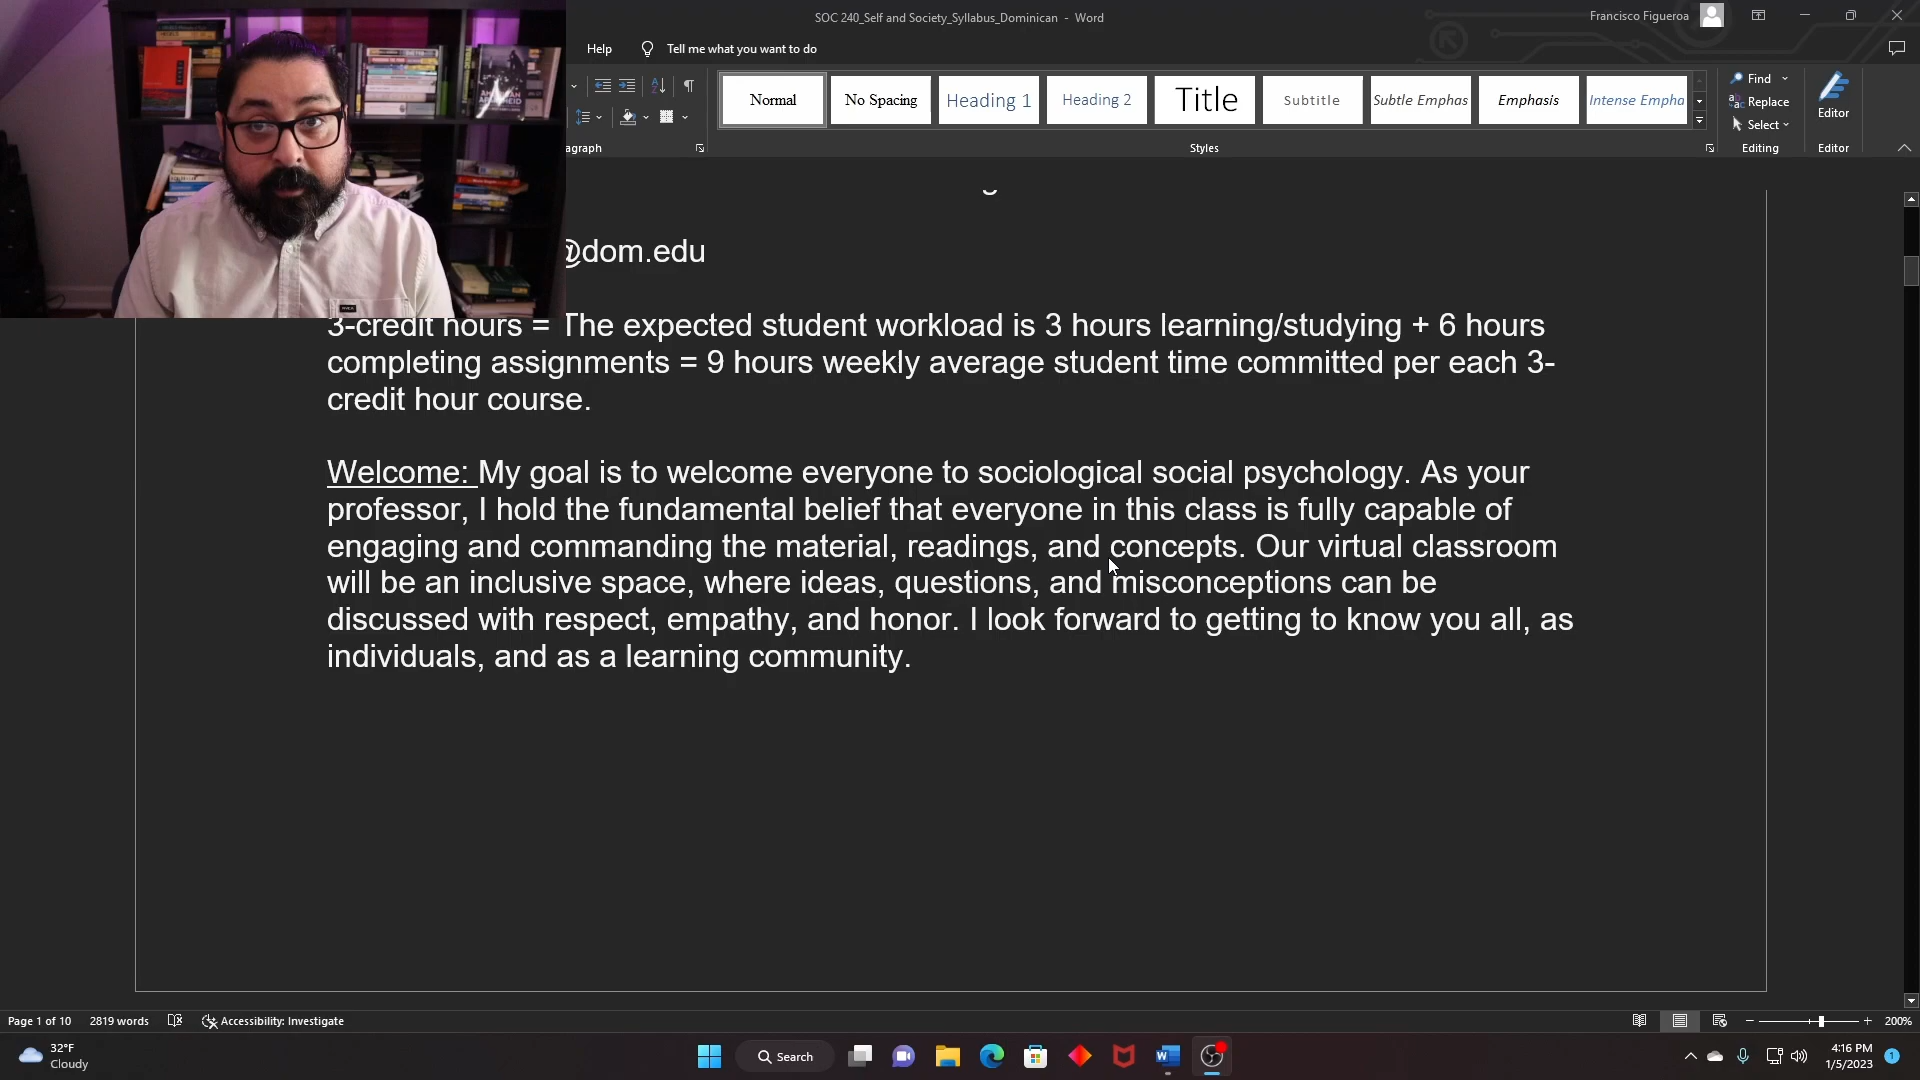 SOC 240_Self and Society_Syllabus_Dominican - Word
Francisco Figueroa
Help
Tell me what you want to do
Normal
No Spacing
Heading 1
Heading 2
Title
Subtitle
Subtle Emphas
Emphasis
Intense Empha
Find
Replace
Select
Editor
agraph
Styles
Editing
Editor
@dom.edu
3-credit hours = The expected student workload is 3 hours learning/studying + 6 hours
completing assignments = 9 hours weekly average student time committed per each 3-
credit hour course.
Welcome: My goal is to welcome everyone to sociological social psychology. As your
professor, I hold the fundamental belief that everyone in this class is fully capable of
engaging and commanding the material, readings, and concepts. Our virtual classroom
will be an inclusive space, where ideas, questions, and misconceptions can be
discussed with respect, empathy, and honor. I look forward to getting to know you all, as
individuals, and as a learning community.
Page 1 of 10
2819 words
Accessibility: Investigate
200%
32°F
Cloudy
Search
4:16 PM
1/5/2023
1